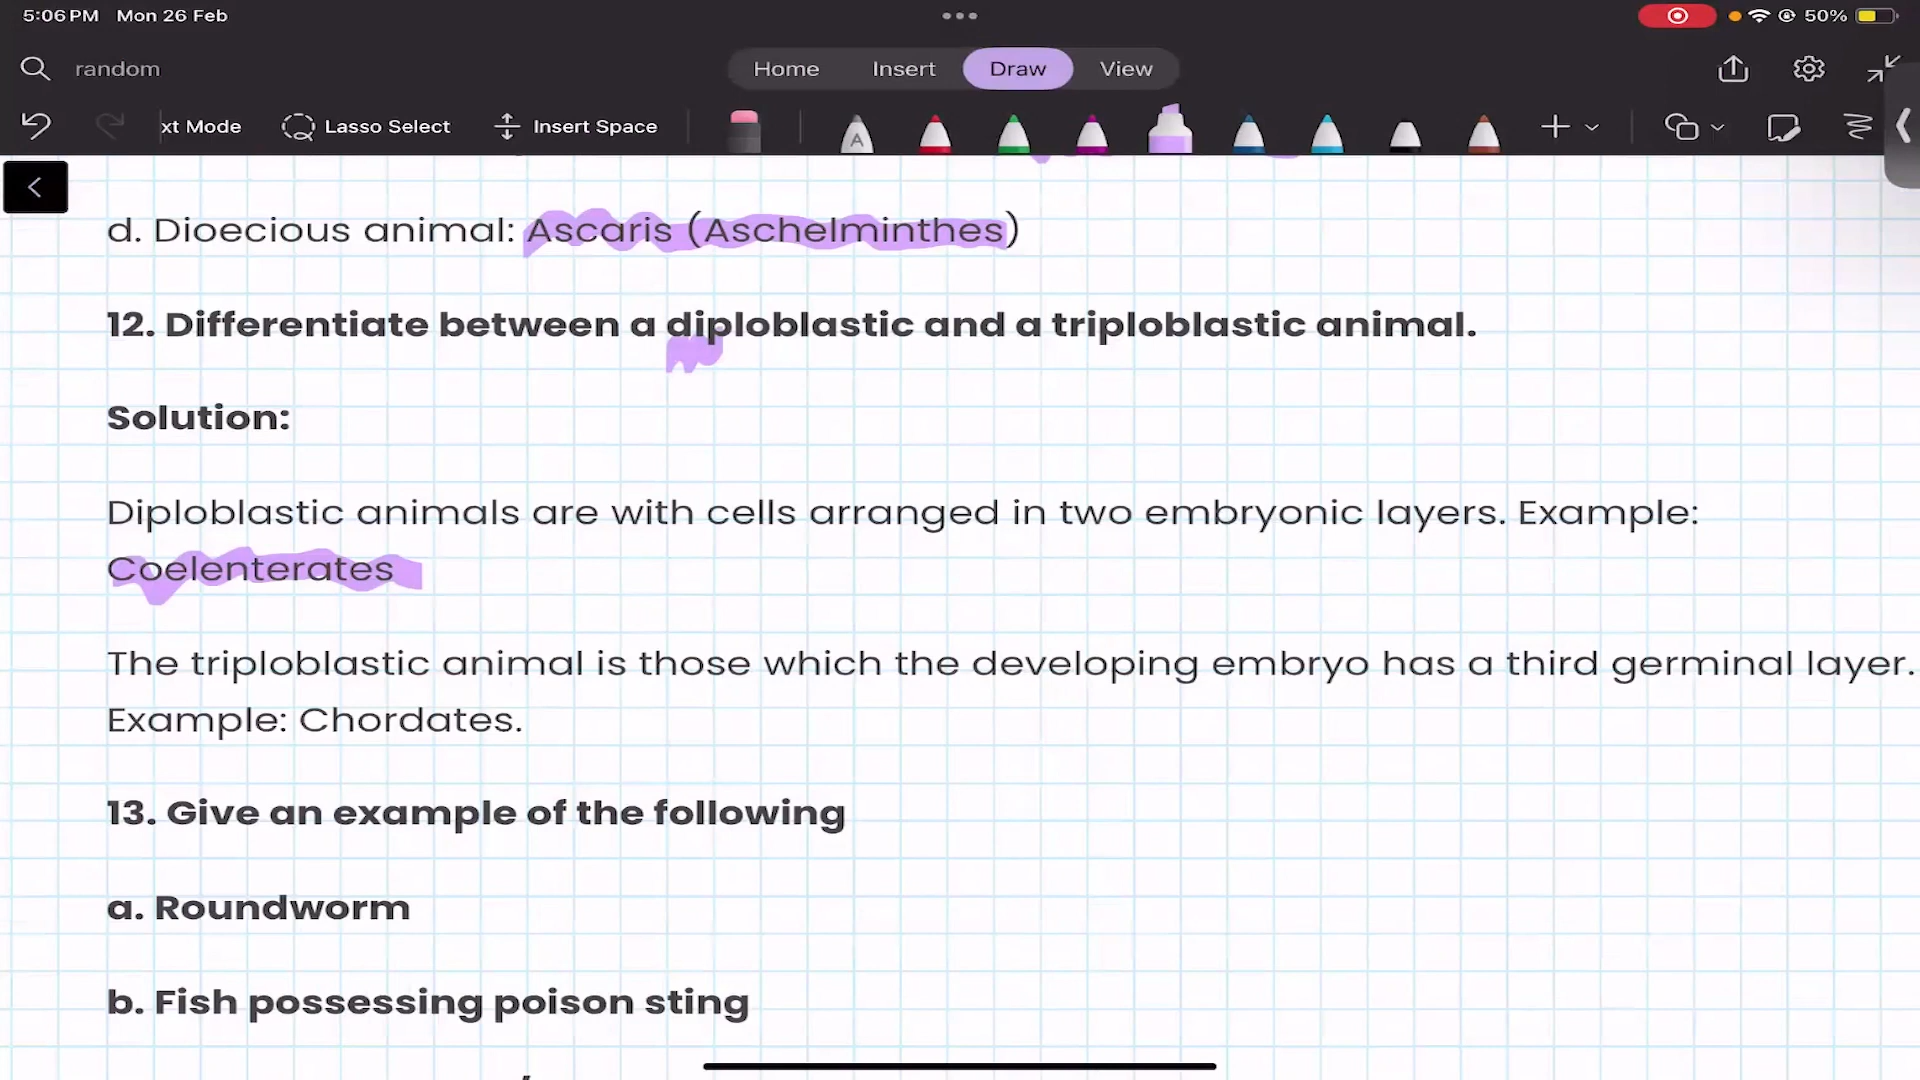 5:06 PM Mon 26 Feb
50%
random
Home Insert Draw View
xt Mode Lasso Select Insert Space
A
d. Dioecious animal: Ascaris (Aschelminthes)
12. Differentiate between a diploblastic and a triploblastic animal.
Solution:
Diploblastic animals are with cells arranged in two embryonic layers. Example:
Coelenterates
The triploblastic animal is those which the developing embryo has a third germinal layer.
Example: Chordates.
13. Give an example of the following
a. Roundworm
b. Fish possessing poison sting